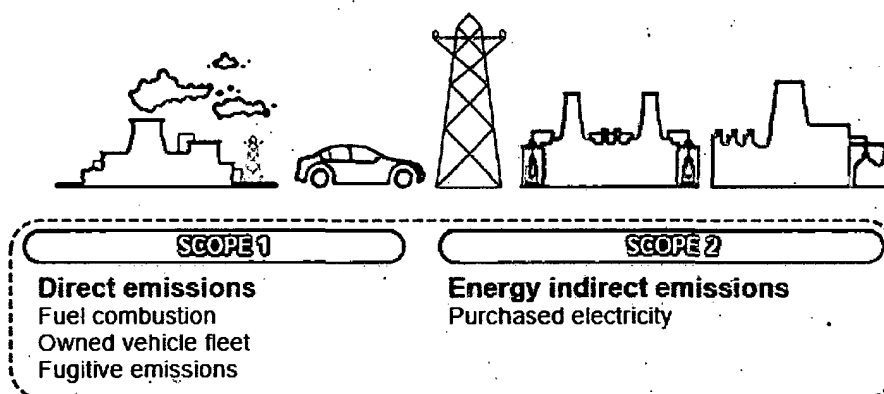 SCOPE 1
Direct emissions
Fuel combustion
Owned vehicle fleet
Fugitive emissions
SCOPE 2
Energy indirect emissions
Purchased electricity